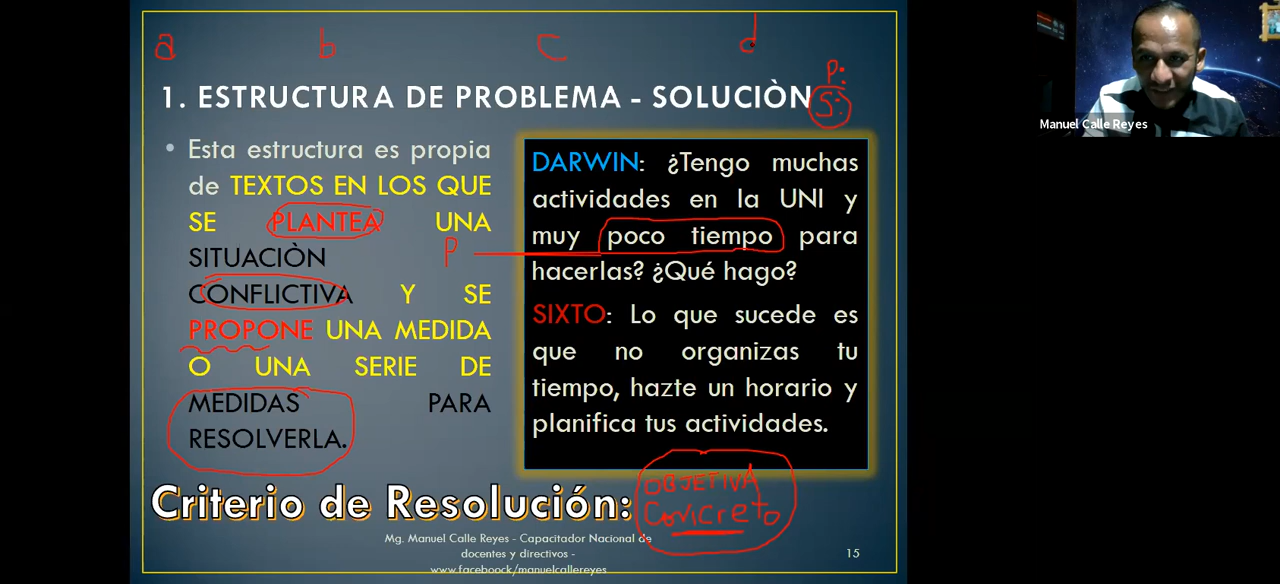 a b c d
P:
1. ESTRUCTURA DE PROBLEMA - SOLUCIÒN S:
• Esta estructura es propia
de TEXTOS EN LOS QUE
SE PLANTEA UNA
SITUACIÒN P
CONFLICTIVA Y SE
PROPONE UNA MEDIDA
O UNA SERIE DE
MEDIDAS PARA
RESOLVERLA.
DARWIN: ¿Tengo muchas
actividades en la UNI y
muy poco tiempo para
hacerlas? ¿Qué hago?
SIXTO: Lo que sucede es
que no organizas tu
tiempo, hazte un horario y
planifica tus actividades.
Criterio de Resolución:
OBJETIVA
Concreto
Mg. Manuel Calle Reyes - Capacitador Nacional de
docentes y directivos -
www.faceboock/manuelcallereyes
15
Manuel Calle Reyes